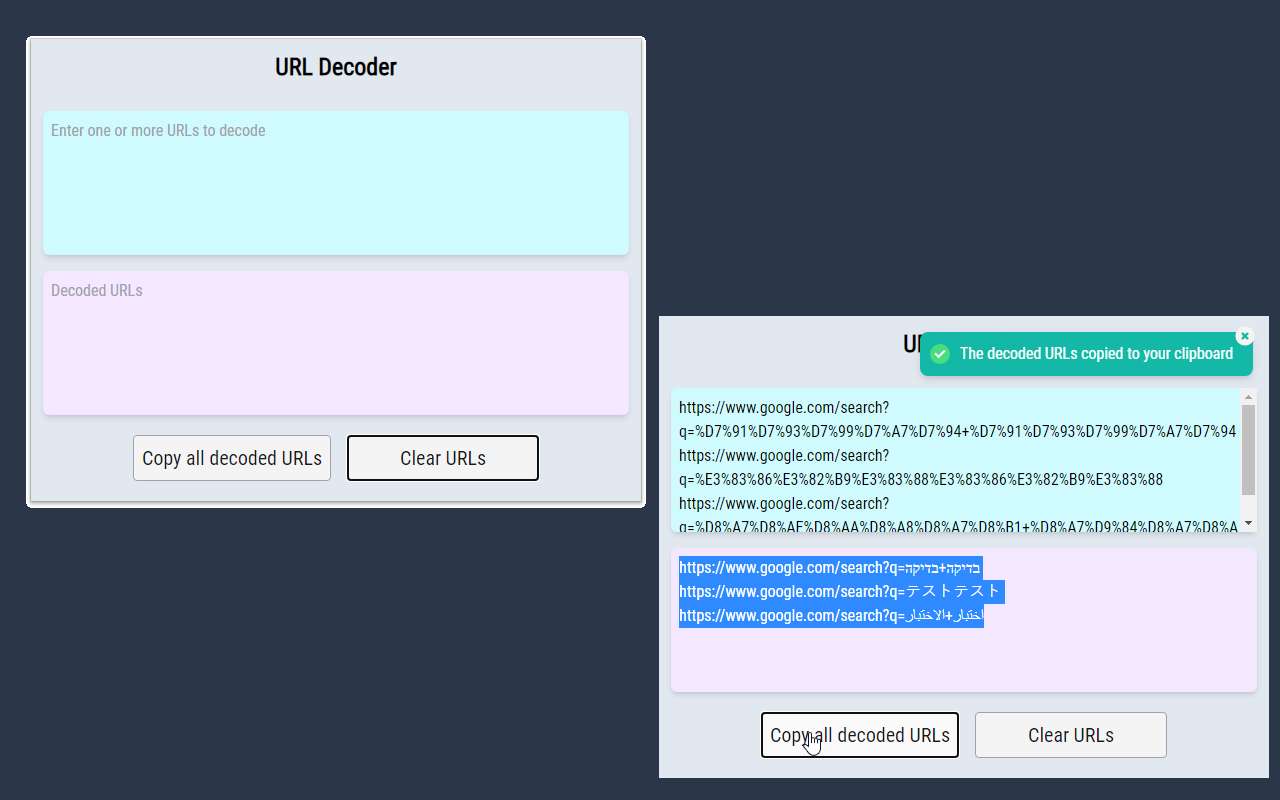 URL Decoder
Enter one or more URLs to decode
Decoded URLs
Copy all decoded URLs
Clear URLs
The decoded URLs copied to your clipboard
https://www.google.com/search?
q=%D7%91%D7%93%D7%99%D7%A7%D7%94+%D7%91%D7%93%D7%99%D7%A7%D7%94
https://www.google.com/search?
q=%E3%83%86%E3%82%B9%E3%83%88%E3%83%86%E3%82%B9%E3%83%88
https://www.google.com/search?
q=%D8%A7%D8%AE%D8%AA%D8%A8%D8%A7%D8%B1+%D8%A7%D9%84%D8%A7%D8%A
https://www.google.com/search?q=בדיקה+בדיקה
https://www.google.com/search?q=テストテスト
https://www.google.com/search?q=اختبار+الاختبار
Copy all decoded URLs
Clear URLs